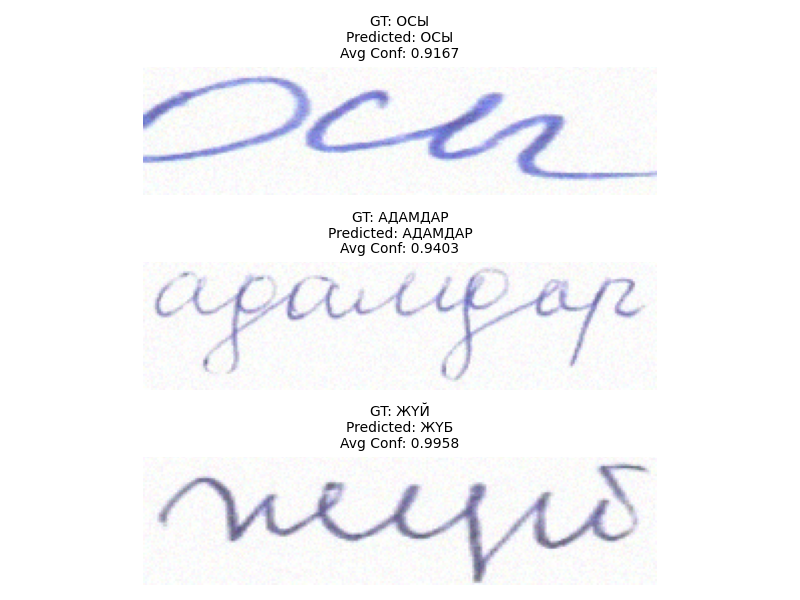 GT: ОСЫ
Predicted: ОСЫ
Avg Conf: 0.9167
осы
GT: АДАМДАР
Predicted: АДАМДАР
Avg Conf: 0.9403
адамдар
GT: ЖҮЙ
Predicted: ЖҮБ
Avg Conf: 0.9958
жүй